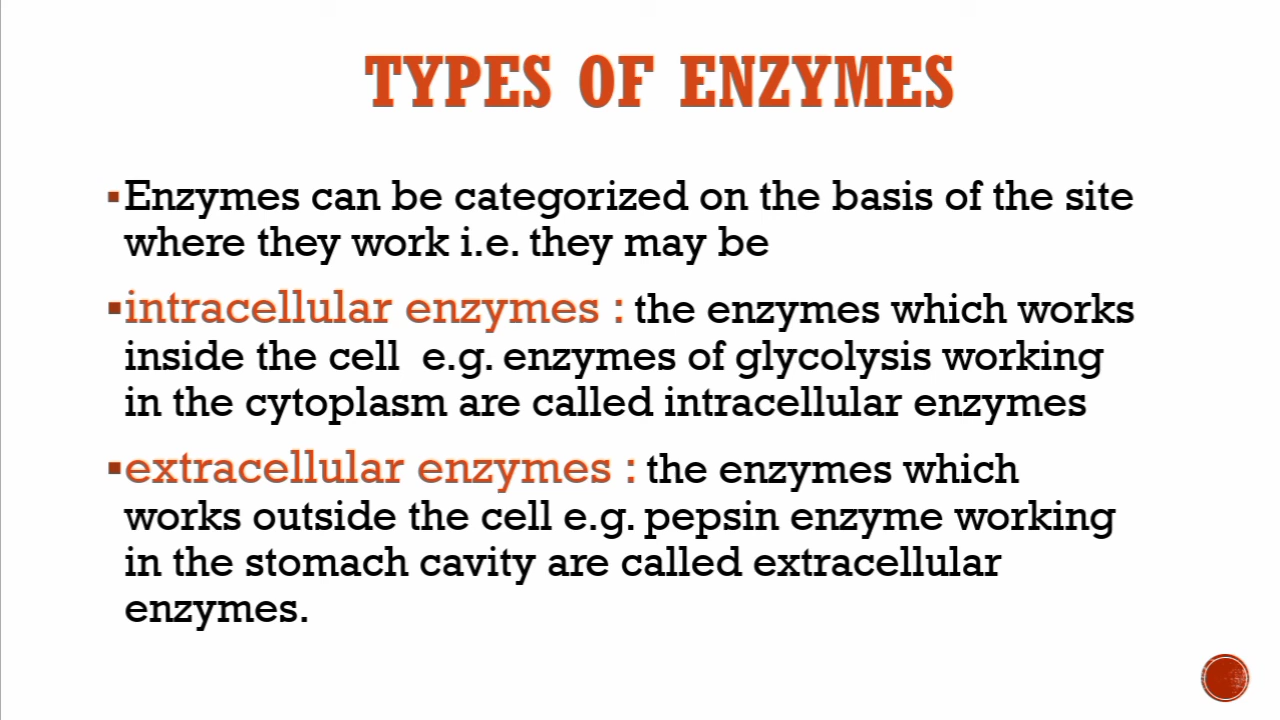 TYPES OF ENZYMES
▪Enzymes can be categorized on the basis of the site
where they work i.e. they may be
▪intracellular enzymes : the enzymes which works
inside the cell  e.g. enzymes of glycolysis working
in the cytoplasm are called intracellular enzymes
▪extracellular enzymes : the enzymes which
works outside the cell e.g. pepsin enzyme working
in the stomach cavity are called extracellular
enzymes.